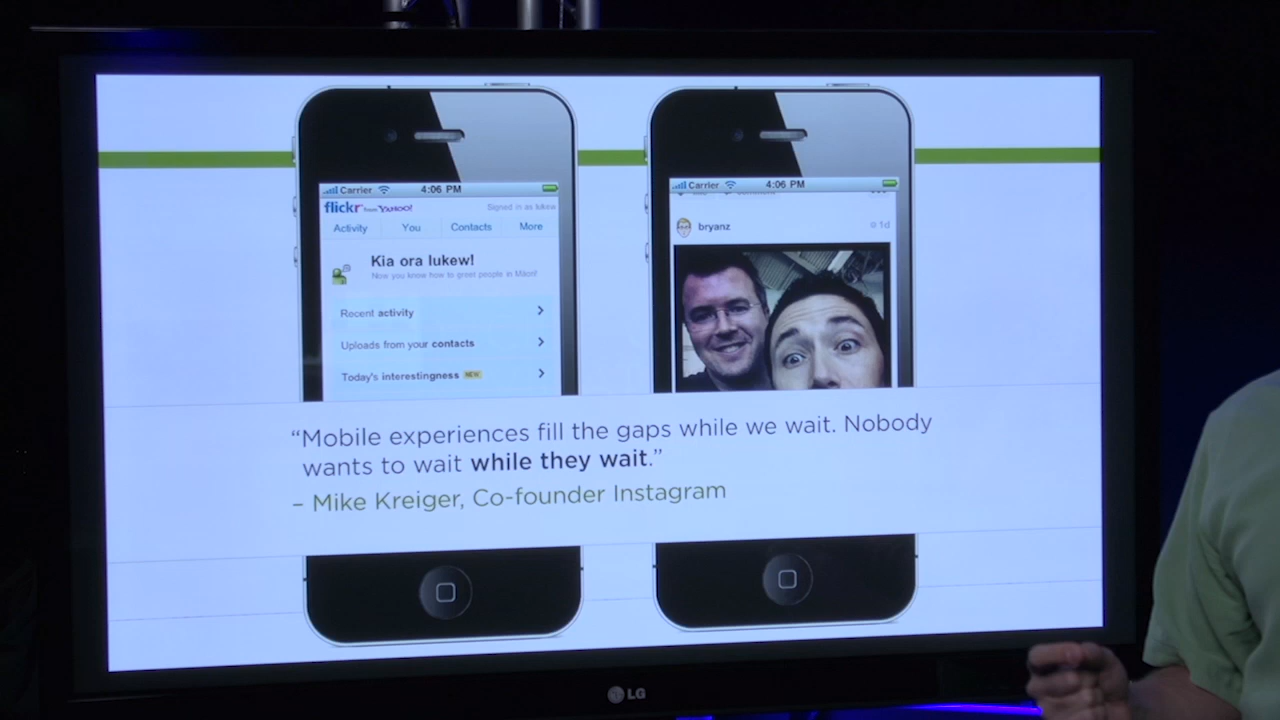 Carrier 4:06 PM
flickr from YAHOO! Signed in as lukew
Activity You Contacts More
Kia ora lukew!
Now you know how to greet people in Māori!
Recent activity
Uploads from your contacts
Today's interestingness NEW
Carrier 4:06 PM
bryanz 1d
“Mobile experiences fill the gaps while we wait. Nobody
wants to wait while they wait.”
– Mike Kreiger, Co-founder Instagram
LG